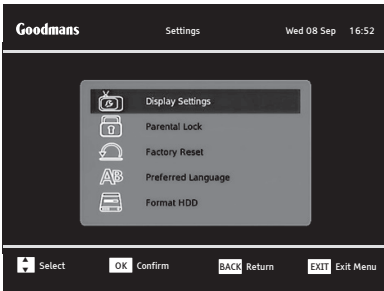 Goodmans Settings Wed 08 Sep 16:52
Display Settings
Parental Lock
Factory Reset
AB Preferred Language
Format HDD
Select OK Confirm BACK Return EXIT Exit Menu